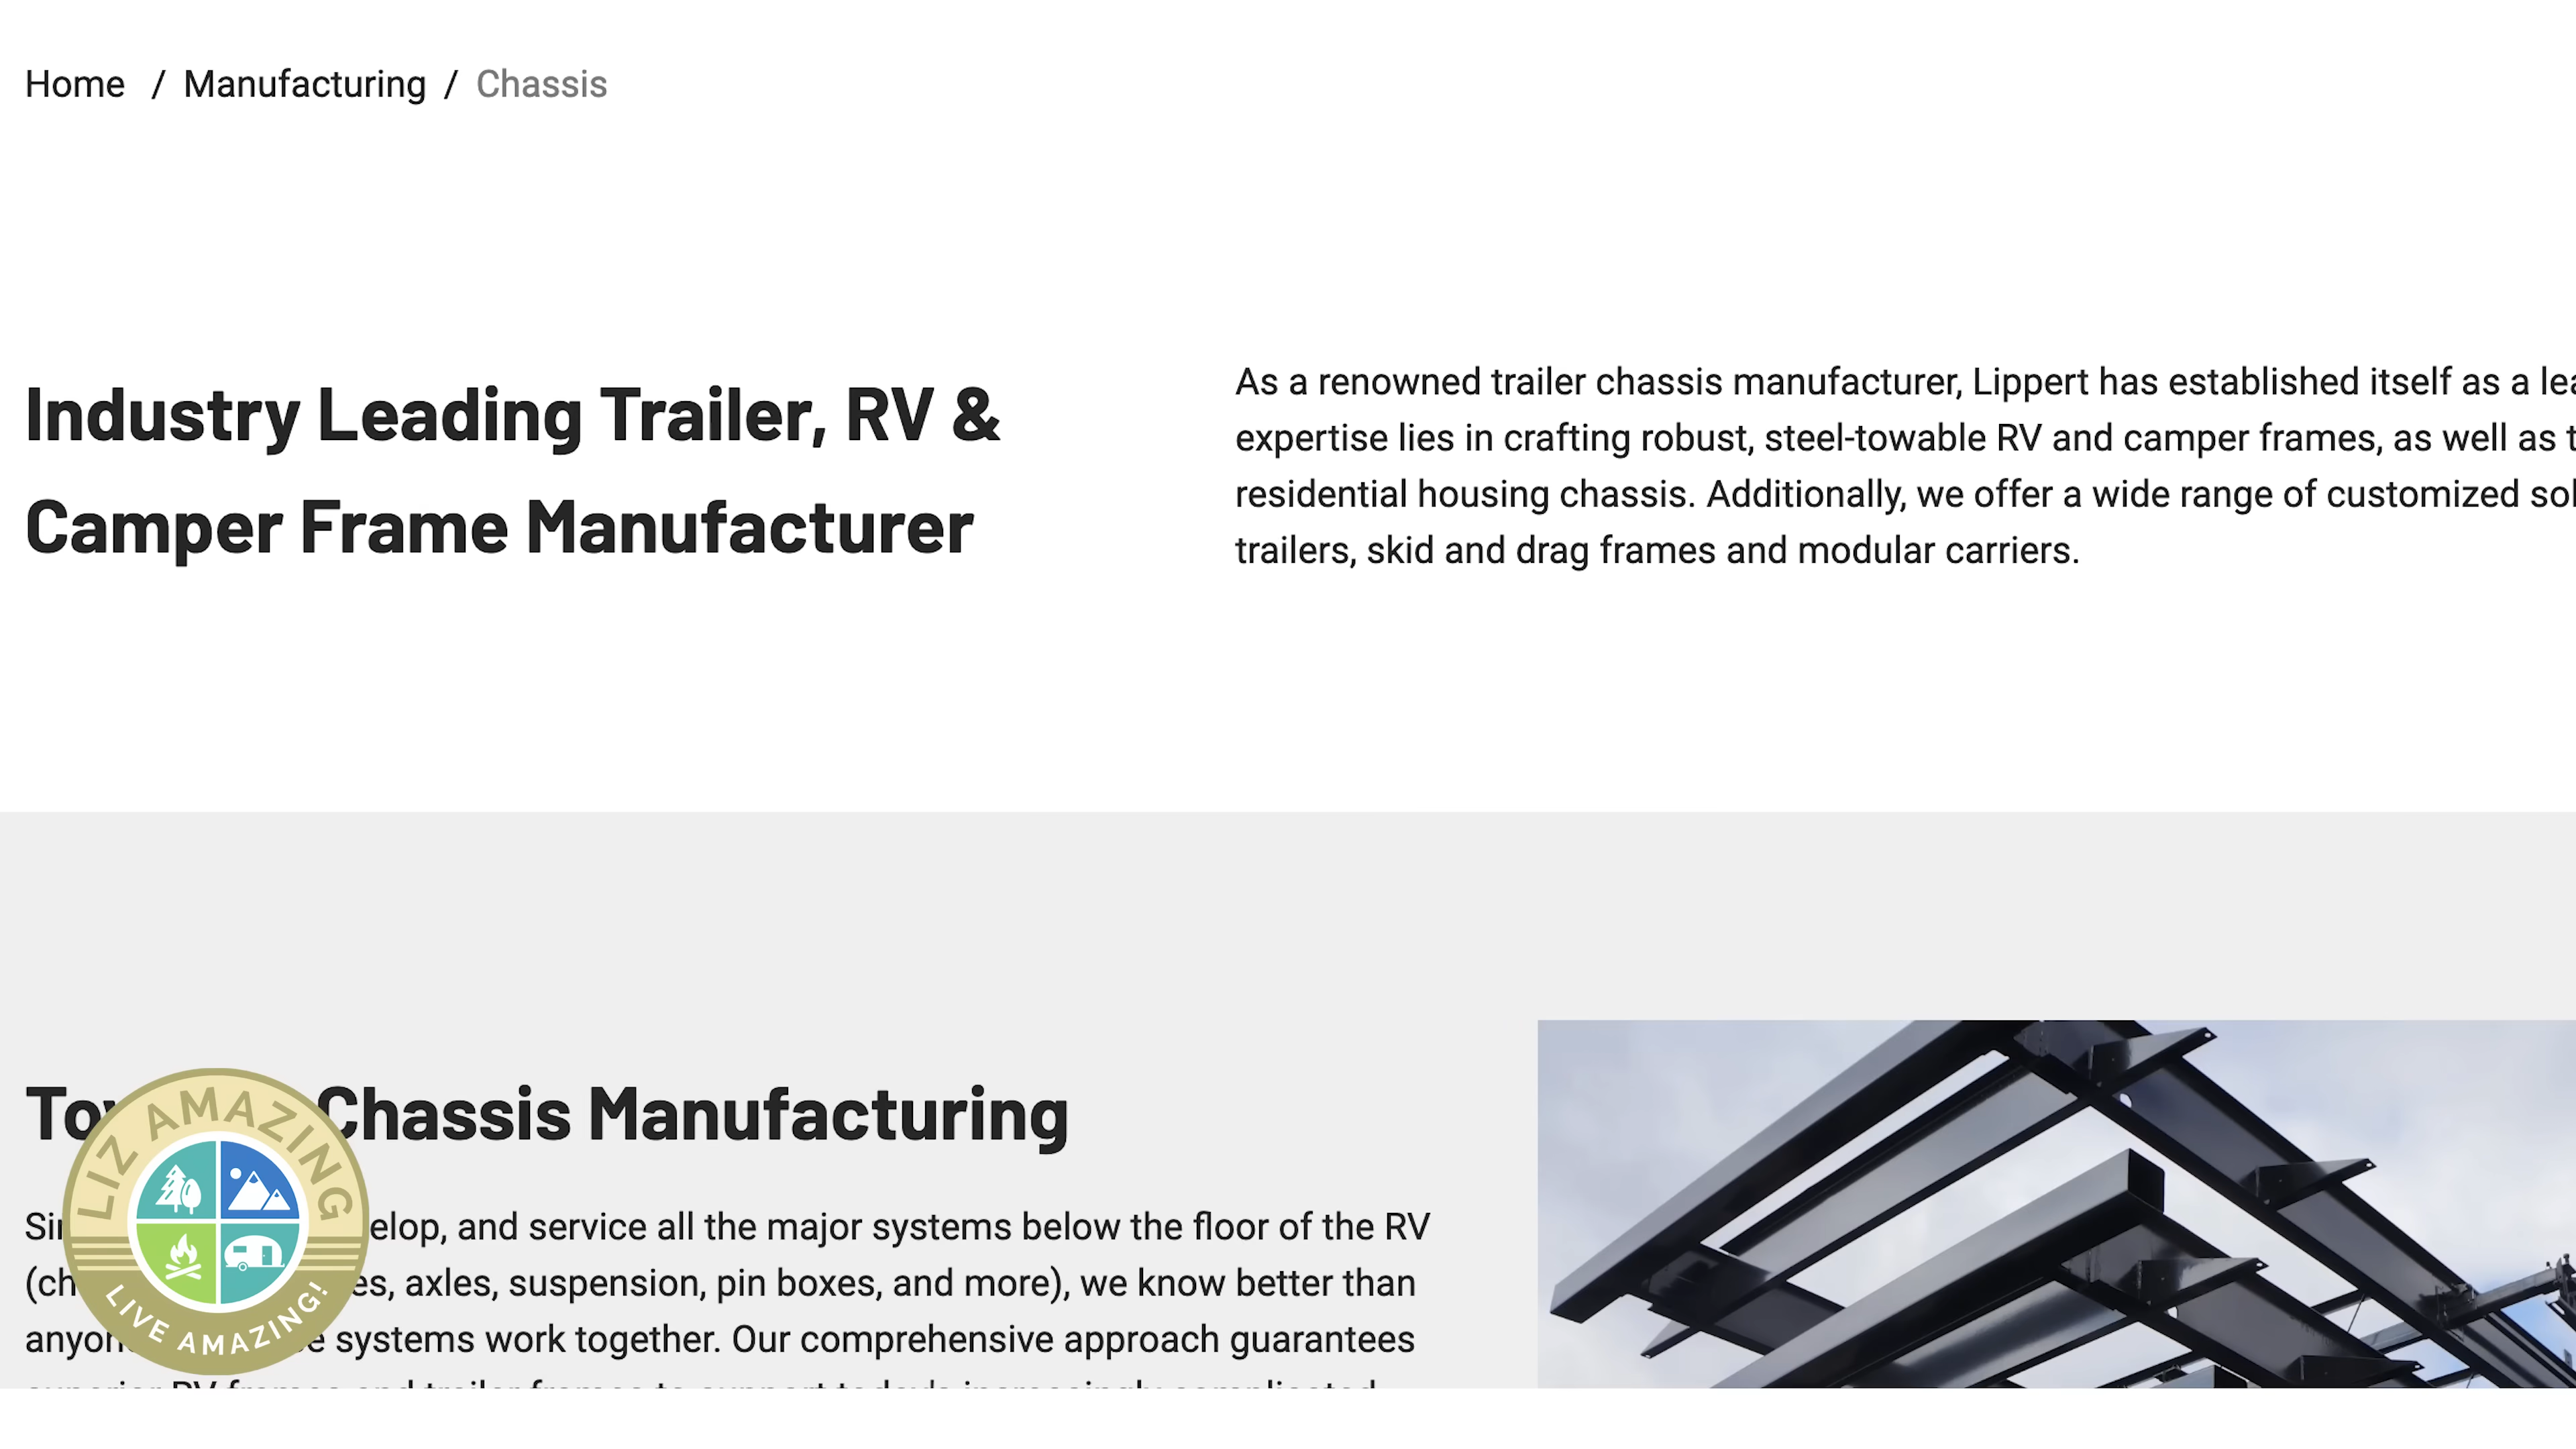 Home / Manufacturing / Chassis
Industry Leading Trailer, RV &
Camper Frame Manufacturer
As a renowned trailer chassis manufacturer, Lippert has established itself as a
expertise lies in crafting robust, steel-towable RV and camper frames, as well as
residential housing chassis. Additionally, we offer a wide range of customized
trailers, skid and drag frames and modular carriers.
Chassis Manufacturing
and service all the major systems below the floor of the RV
axles, suspension, pin boxes, and more), we know better than
systems work together. Our comprehensive approach guarantees
LIZ AMAZING
LIVE AMAZING!